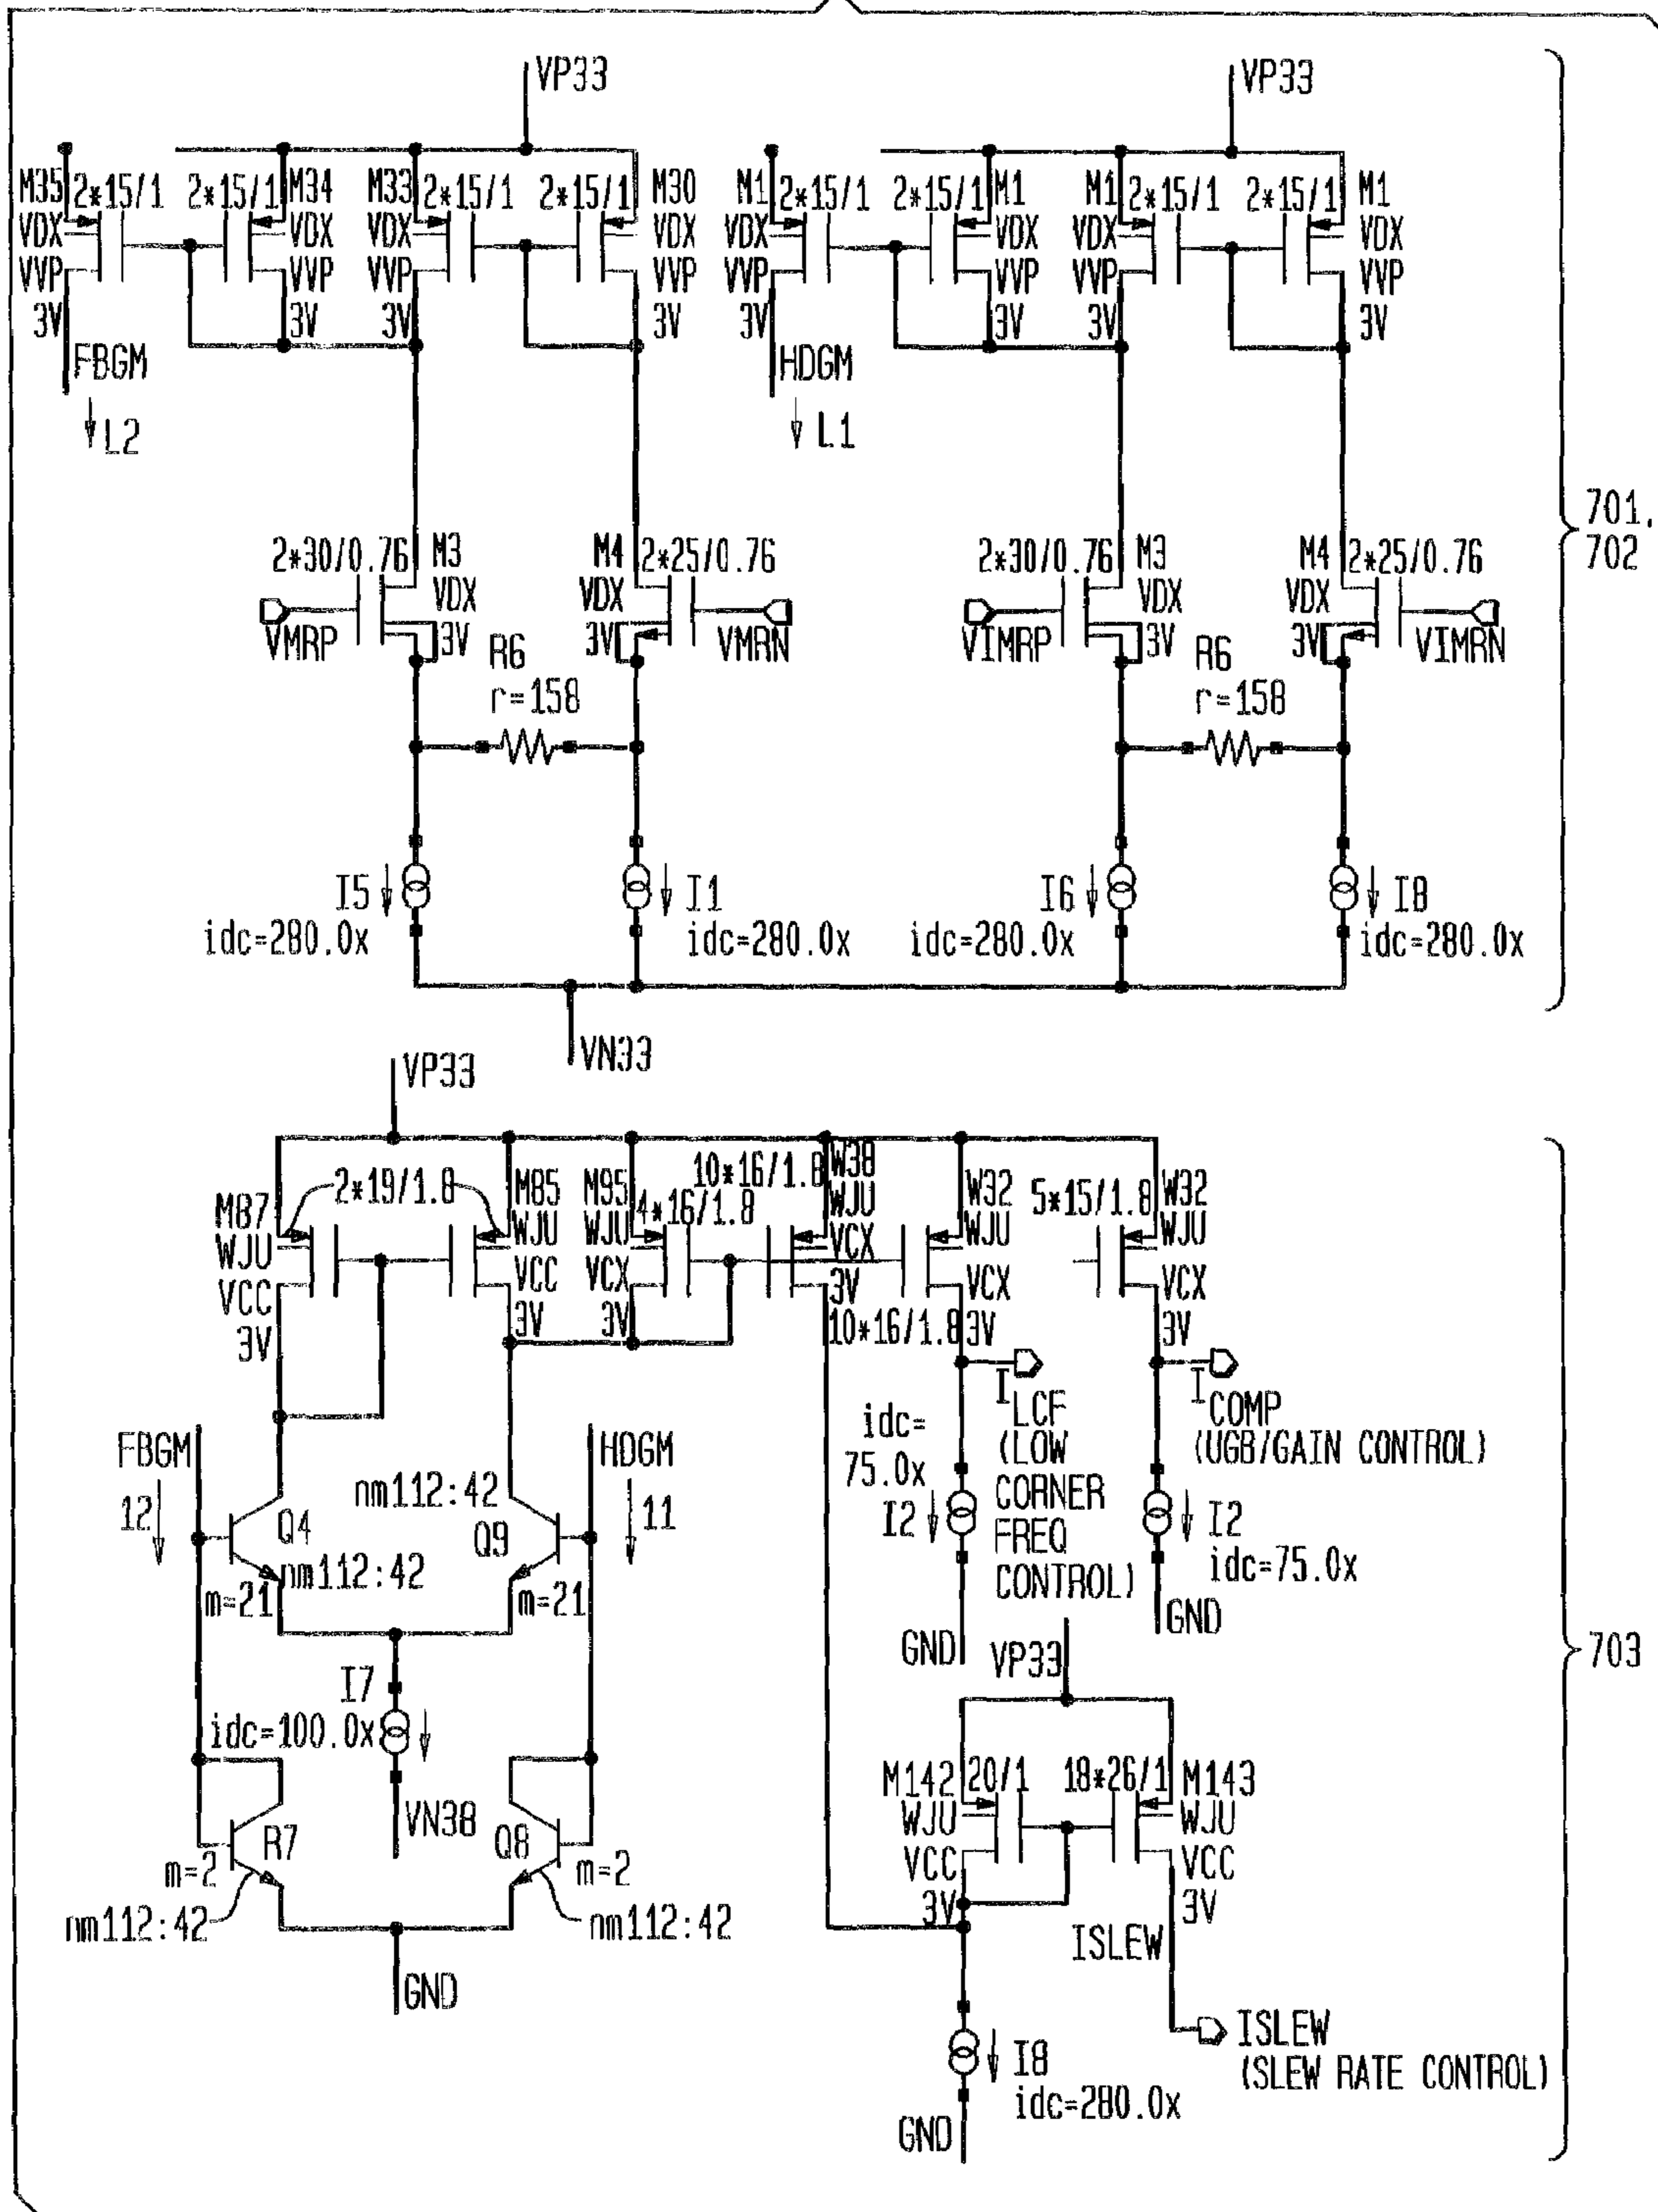 VP33
VP33
M35 2*15/1
VDX
VVP
3V
2*15/1 M34
VDX
VVP
3V
M33 2*15/1
VDX
VVP
3V
2*15/1 M30
VDX
VVP
3V
M1 2*15/1
VDX
VVP
3V
2*15/1 M1
VDX
VVP
3V
M1 2*15/1
VDX
VVP
3V
2*15/1 M1
VDX
VVP
3V
FBGM
L2
HDGM
L1
701,
702
2*30/0.76 M3
VDX
3V
VMRP
M4 2*25/0.76
VDX
3V
VMRN
R6
r=158
2*30/0.76 M3
VDX
3V
VIMRP
M4 2*25/0.76
VDX
3V
VIMRN
R6
r=158
I5
idc=280.0x
I1
idc=280.0x
I6
idc=280.0x
I8
idc=280.0x
VN33
VP33
M87
WJU
VCC
3V
2*19/1.8
M85
WJU
VCC
3V
M95
WJU
VCX
3V
4*16/1.8
10*16/1.8
W38
WJU
VCX
3V
10*16/1.8
W32
WJU
VCX
3V
5*15/1.8
W32
WJU
VCX
3V
ILCF
(LOW
CORNER
FREQ
CONTROL)
ICOMP
(UGB/GAIN CONTROL)
idc=
75.0x
I2
GND
I2
idc=75.0x
GND
FBGM
12
Q4
nm112:42
m=21
nm112:42
Q9
m=21
HDGM
11
I7
idc=100.0x
VN38
R7
m=2
nm112:42
Q8
m=2
nm112:42
GND
703
VP33
M142 20/1
WJU
VCC
3V
18*26/1 M143
WJU
VCC
3V
ISLEW
ISLEW
(SLEW RATE CONTROL)
I8
idc=280.0x
GND